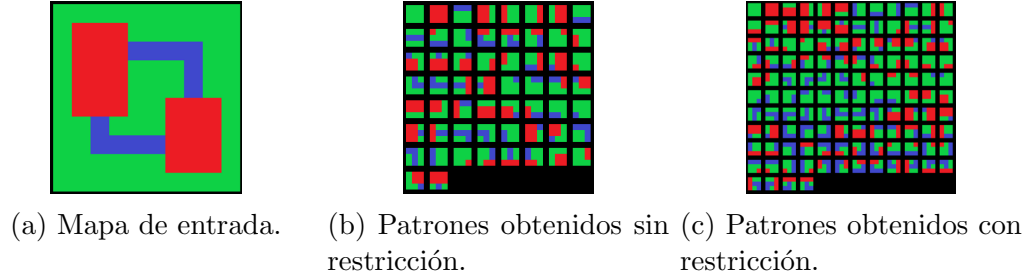 (a) Mapa de entrada.
(b) Patrones obtenidos sin restricción.
(c) Patrones obtenidos con restricción.